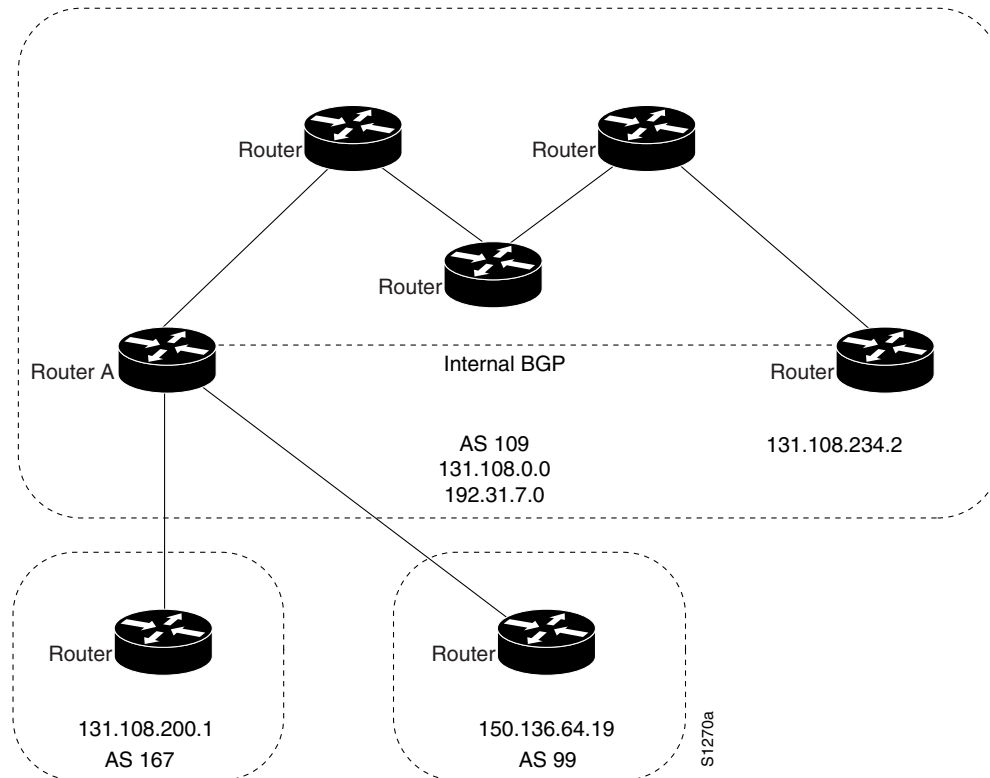 Router
Router
Router
Router A
Internal BGP
Router
AS 109
131.108.0.0
192.31.7.0
131.108.234.2
Router
131.108.200.1
AS 167
Router
150.136.64.19
AS 99
S1270a